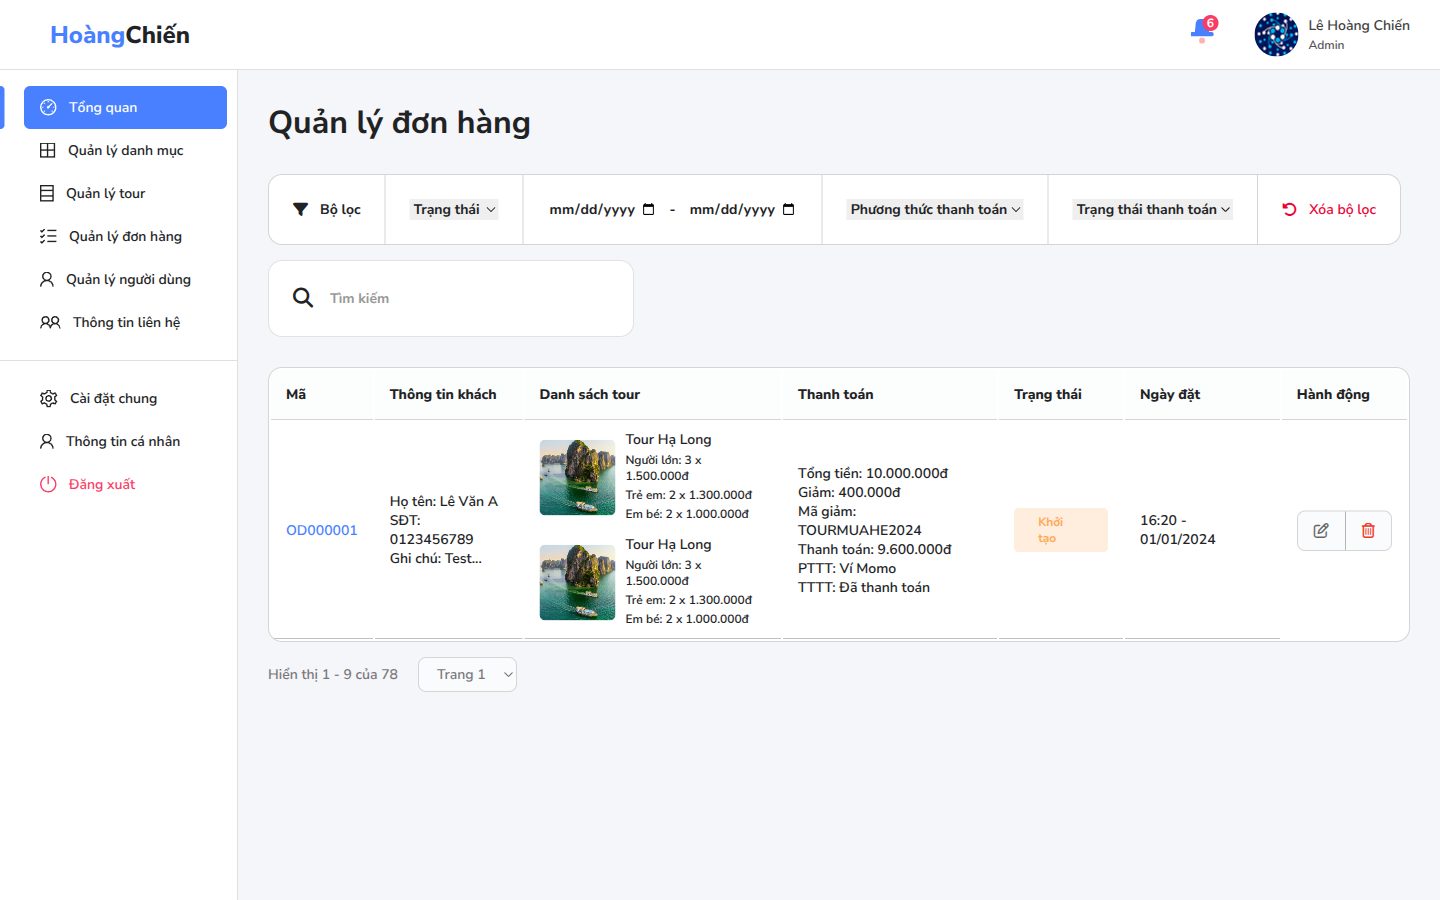 HoàngChiến
6
Lê Hoàng Chiến
Admin
Tổng quan
Quản lý danh mục
Quản lý tour
Quản lý đơn hàng
Quản lý người dùng
Thông tin liên hệ
Cài đặt chung
Thông tin cá nhân
Đăng xuất
Quản lý đơn hàng
Bộ lọc
Trạng thái
mm/dd/yyyy - mm/dd/yyyy
Phương thức thanh toán
Trạng thái thanh toán
Xóa bộ lọc
Tìm kiếm
Mã Thông tin khách Danh sách tour Thanh toán Trạng thái Ngày đặt Hành động
OD000001
Họ tên: Lê Văn A
SĐT:
0123456789
Ghi chú: Test...
Tour Hạ Long
Người lớn: 3 x
1.500.000đ
Trẻ em: 2 x 1.300.000đ
Em bé: 2 x 1.000.000đ
Tour Hạ Long
Người lớn: 3 x
1.500.000đ
Trẻ em: 2 x 1.300.000đ
Em bé: 2 x 1.000.000đ
Tổng tiền: 10.000.000đ
Giảm: 400.000đ
Mã giảm:
TOURMUAHE2024
Thanh toán: 9.600.000đ
PTTT: Ví Momo
TTTT: Đã thanh toán
Khởi
tạo
16:20 -
01/01/2024
Hiển thị 1 - 9 của 78
Trang 1